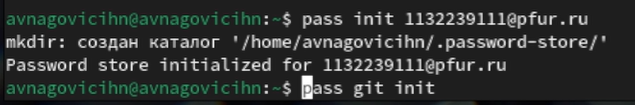 avnagovicihn@avnagovicihn:~$ pass init 1132239111@pfur.ru
mkdir: создан каталог '/home/avnagovicihn/.password-store/'
Password store initialized for 1132239111@pfur.ru
avnagovicihn@avnagovicihn:~$ pass git init